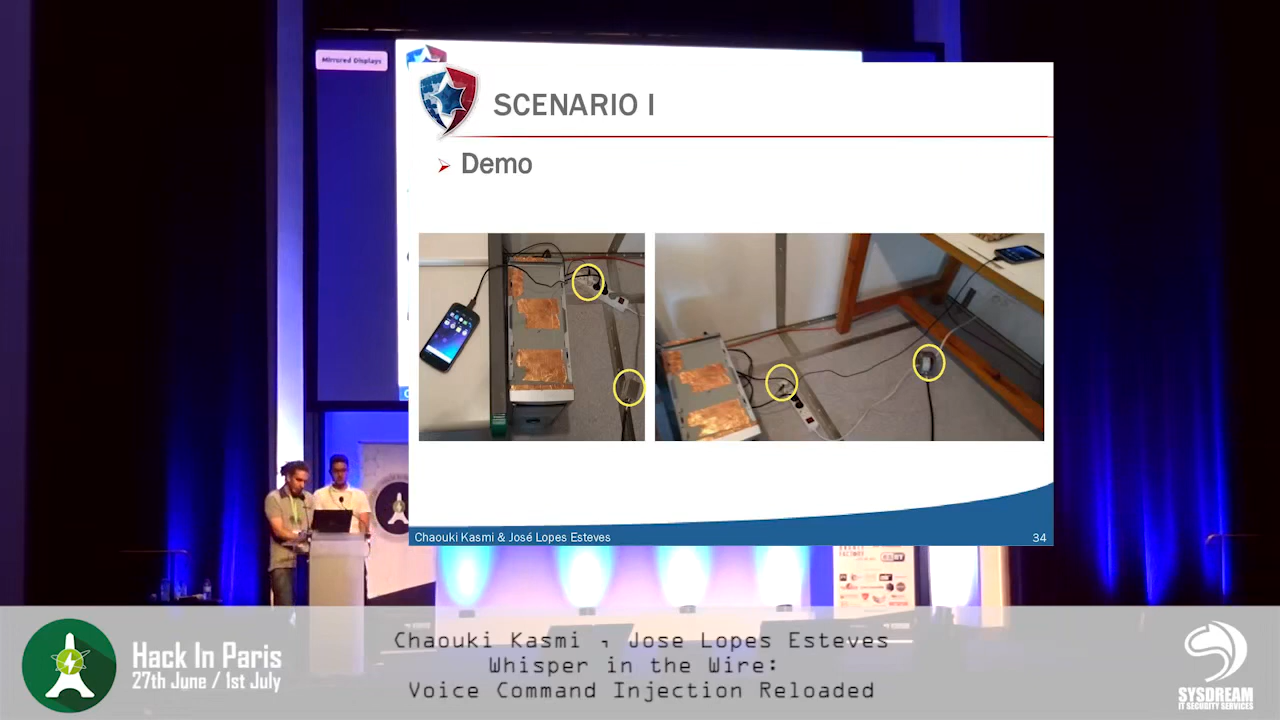 Mirrored Displays
SCENARIO I
Demo
Chaouki Kasmi & José Lopes Esteves
34
Hack In Paris
27th June / 1st July
Chaouki Kasmi , Jose Lopes Esteves
Whisper in the Wire:
Voice Command Injection Reloaded
SYSDREAM
IT SECURITY SERVICES